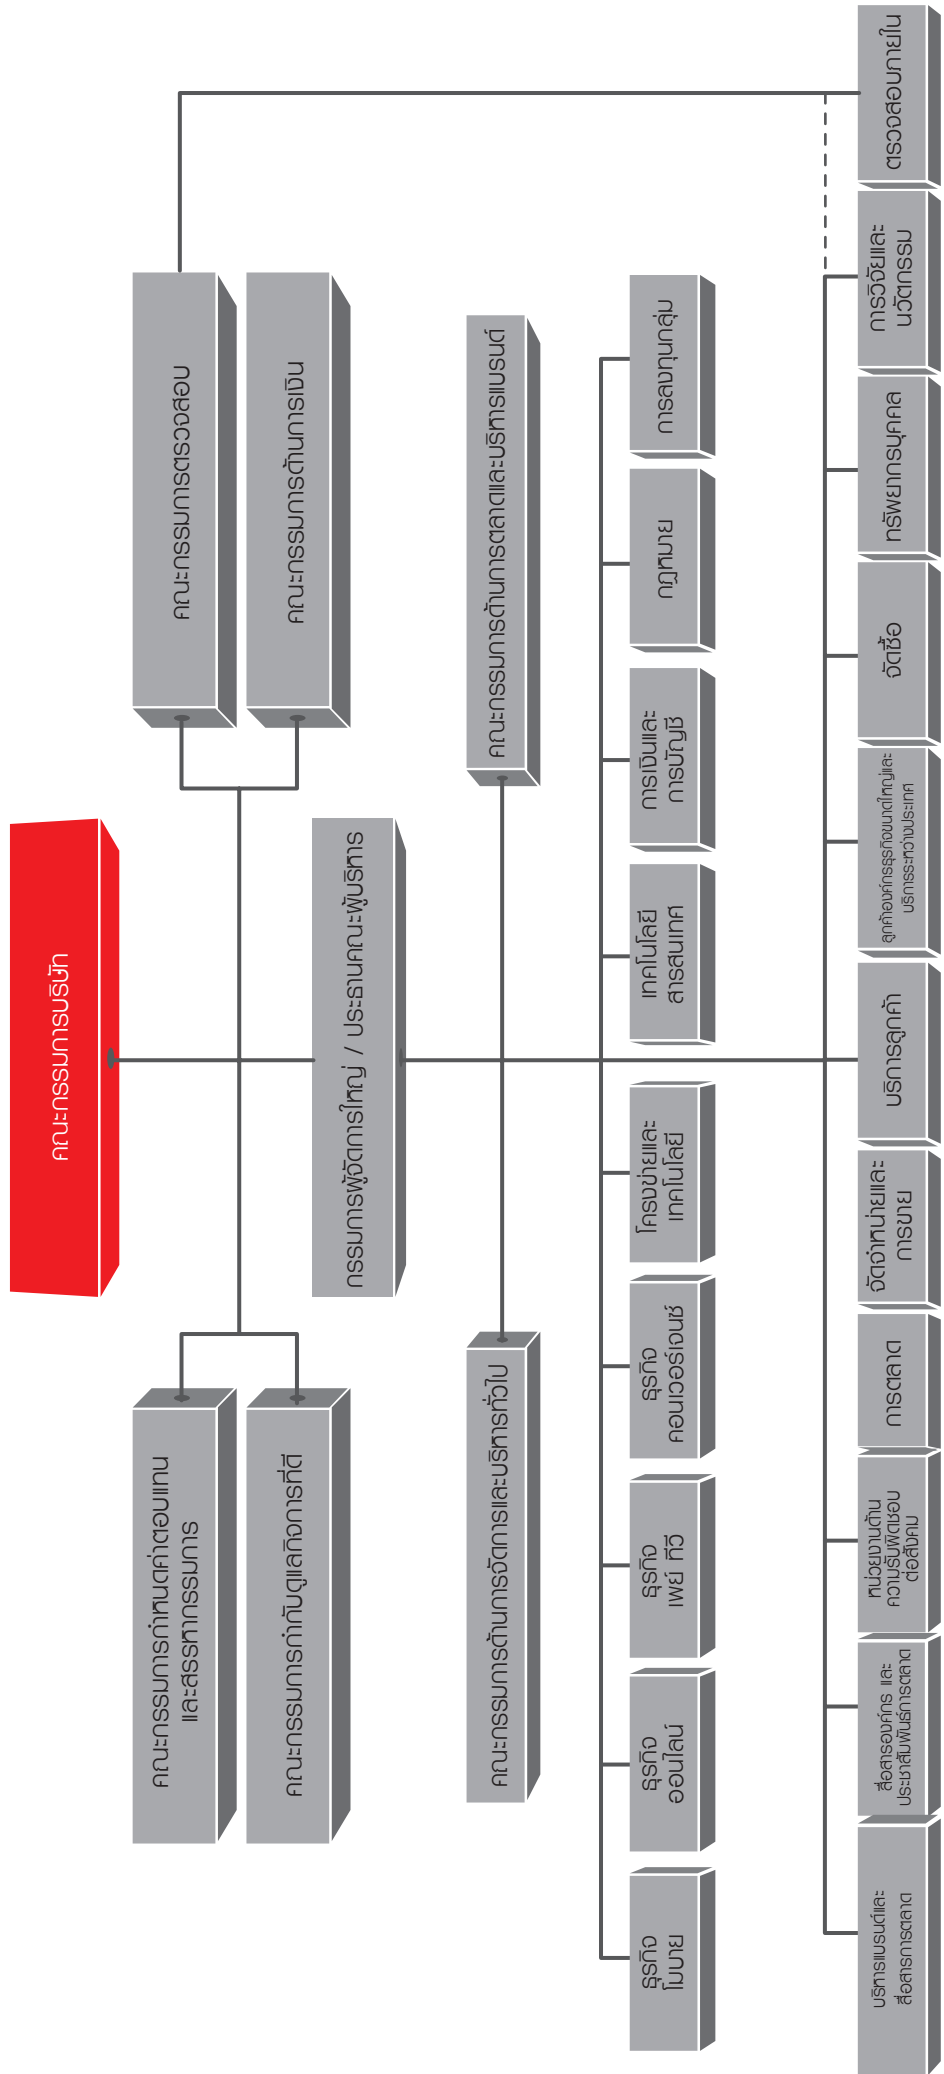 คณะกรรมการบริษัท
คณะกรรมการกำหนดค่าตอบแทน
และสรรหากรรมการ
คณะกรรมการตรวจสอบ
คณะกรรมการกำกับดูแลกิจการที่ดี
คณะกรรมการด้านการเงิน
กรรมการผู้จัดการใหญ่ / ประธานคณะผู้บริหาร
คณะกรรมการด้านการจัดการและบริหารทั่วไป
คณะกรรมการด้านการตลาดและบริหารแบรนด์
ธุรกิจ
โมบาย
ธุรกิจ
ออนไลน์
ธุรกิจ
เพย์ ทีวี
ธุรกิจ
คอนเวอร์เจนซ์
โครงข่ายและ
เทคโนโลยี
เทคโนโลยี
สารสนเทศ
การเงินและ
การบัญชี
กฎหมาย
การลงทุนกลุ่ม
บริหารแบรนด์และ
สื่อสารการตลาด
สื่อสารองค์กร และ
ประชาสัมพันธ์การตลาด
หน่วยงานด้าน
ความรับผิดชอบ
ต่อสังคม
การตลาด
จัดจำหน่ายและ
การขาย
บริการลูกค้า
ลูกค้าองค์กรธุรกิจขนาดใหญ่และ
บริการระหว่างประเทศ
จัดซื้อ
ทรัพยากรบุคคล
การวิจัยและ
นวัตกรรม
ตรวจสอบภายใน